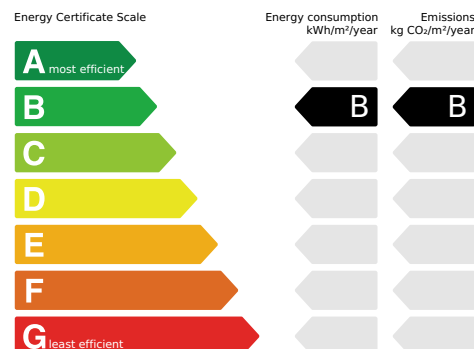 Energy Certificate Scale
Energy consumption
kWh/m²/year
Emissions
kg CO₂/m²/year
A most efficient
B B B
C
D
E
F
G least efficient